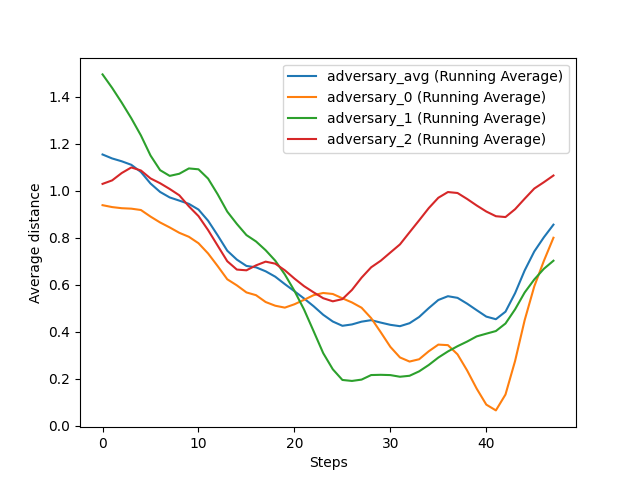 adversary_avg (Running Average)
adversary_0 (Running Average)
adversary_1 (Running Average)
adversary_2 (Running Average)
1.4
1.2
1.0
0.8
0.6
0.4
0.2
0.0
Average distance
0 10 20 30 40
Steps